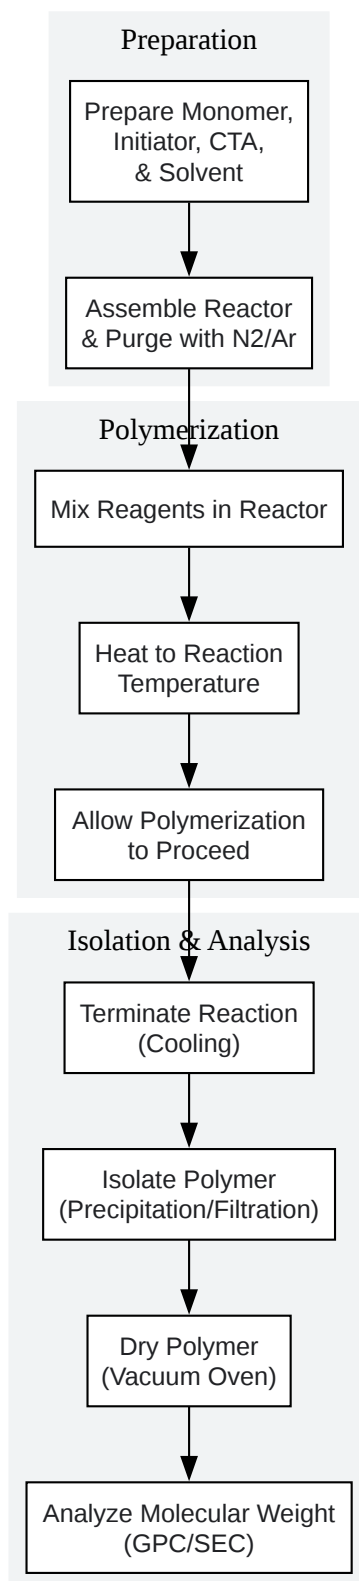 Preparation
Prepare Monomer,
Initiator, CTA,
& Solvent
Assemble Reactor
& Purge with N2/Ar
Polymerization
Mix Reagents in Reactor
Heat to Reaction
Temperature
Allow Polymerization
to Proceed
Isolation & Analysis
Terminate Reaction
(Cooling)
Isolate Polymer
(Precipitation/Filtration)
Dry Polymer
(Vacuum Oven)
Analyze Molecular Weight
(GPC/SEC)